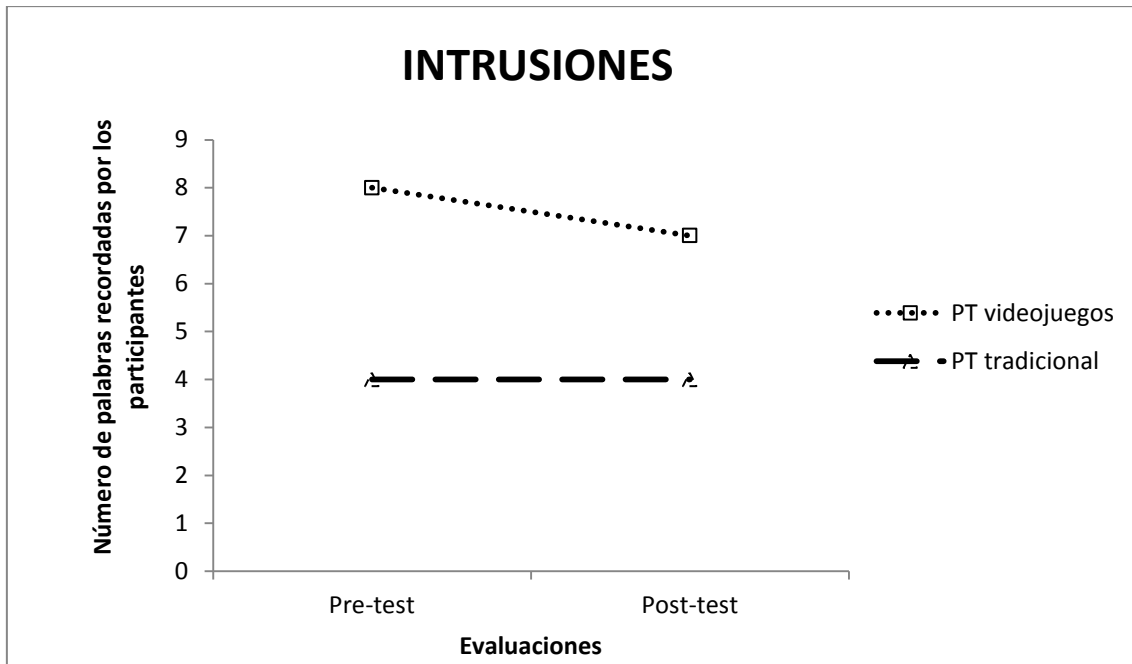 INTRUSIONES
Número de palabras recordadas por los
participantes
9
8
7
6
5
4
3
2
1
0
Pre-test
Post-test
Evaluaciones
PT videojuegos
PT tradicional